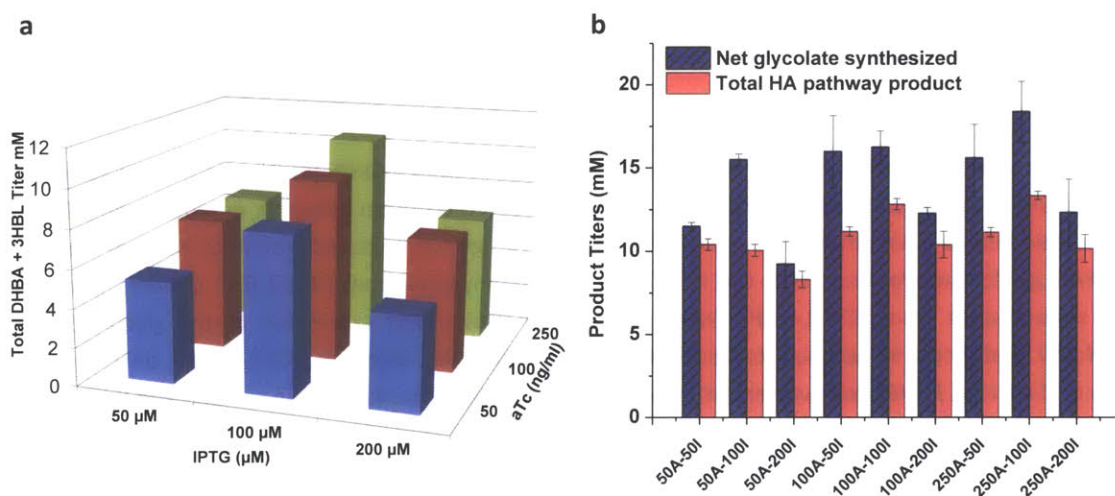 a
Total DHBA + 3HBL Titer mM
12
10
8
6
4
2
0
50 µM
100 µM
200 µM
IPTG (µM)
50
100
250
aTc (ng/ml)
b
Net glycolate synthesized
Total HA pathway product
Product Titers (mM)
20
15
10
5
0
50A-50I
50A-100I
50A-200I
100A-50I
100A-100I
100A-200I
250A-50I
250A-100I
250A-200I